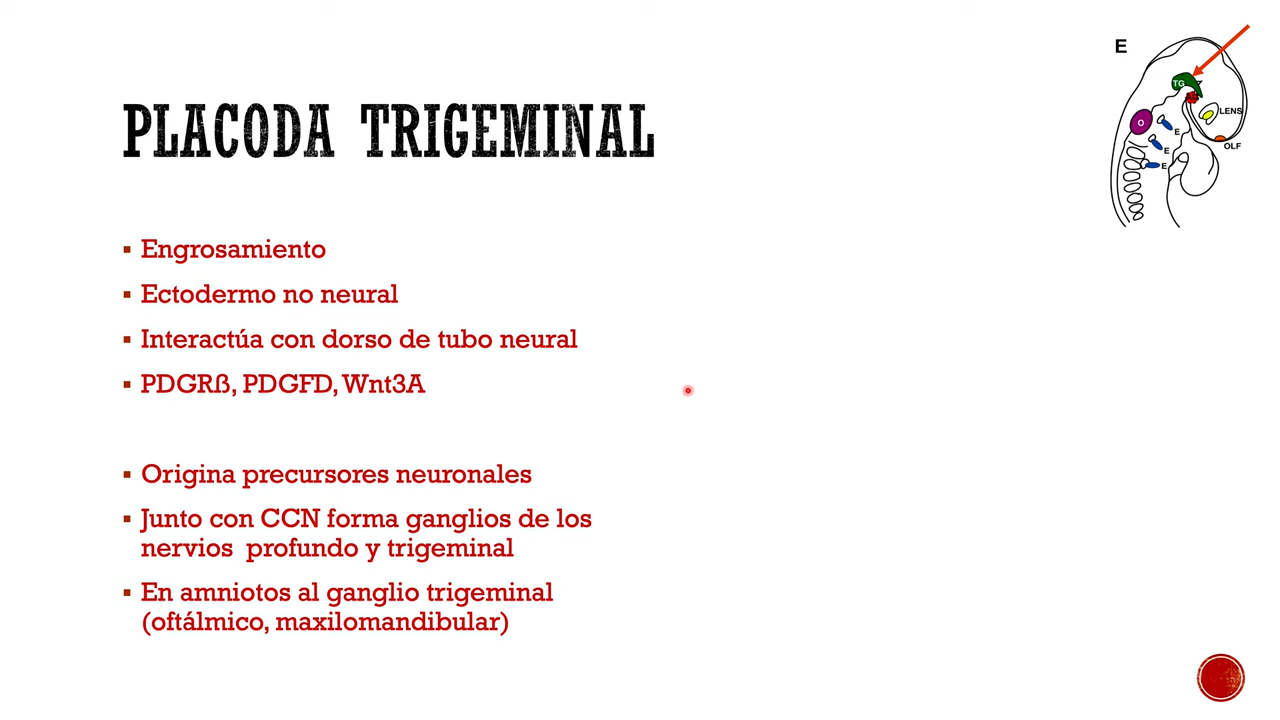 E
PLACODA TRIGEMINAL
TG
LENS
O
E
OLF
E
E
Engrosamiento
Ectodermo no neural
Interactúa con dorso de tubo neural
PDGRß, PDGFD, Wnt3A
Origina precursores neuronales
Junto con CCN forma ganglios de los
nervios profundo y trigeminal
En amniotos al ganglio trigeminal
(oftálmico, maxilomandibular)